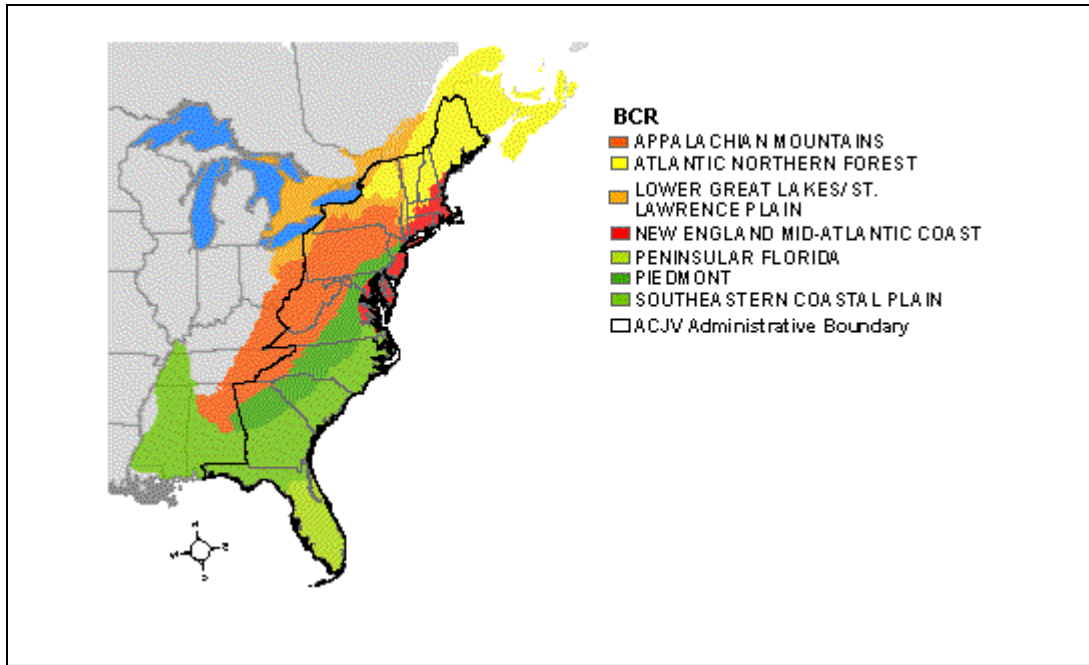 BCR
APPALACHIAN MOUNTAINS
ATLANTIC NORTHERN FOREST
LOWER GREAT LAKES/ ST.
LAWRENCE PLAIN
NEW ENGLAND MID-ATLANTIC COAST
PENINSULAR FLORIDA
PIEDMONT
SOUTHEASTERN COASTAL PLAIN
ACJV Administrative Boundary